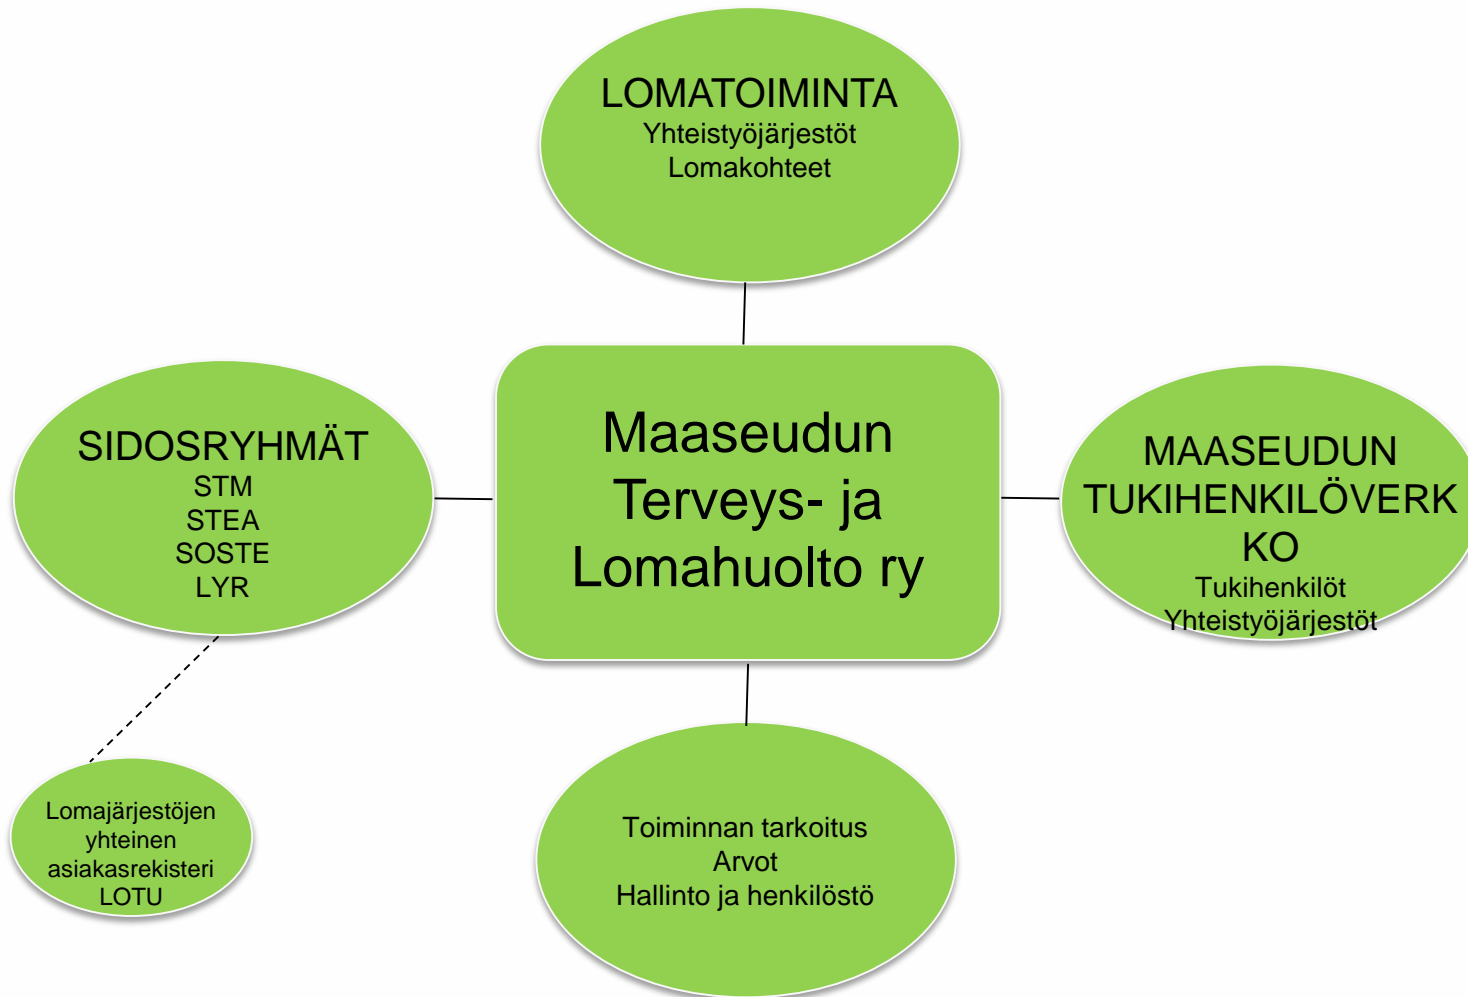 LOMATOIMINTA
Yhteistyöjärjestöt
Lomakohteet
SIDOSRYHMÄT
STM
STEA
SOSTE
LYR
Maaseudun
Terveys- ja
Lomahuolto ry
MAASEUDUN
TUKIHENKILÖVERK
KO
Tukihenkilöt
Yhteistyöjärjestöt
Lomajärjestöjen
yhteinen
asiakasrekisteri
LOTU
Toiminnan tarkoitus
Arvot
Hallinto ja henkilöstö